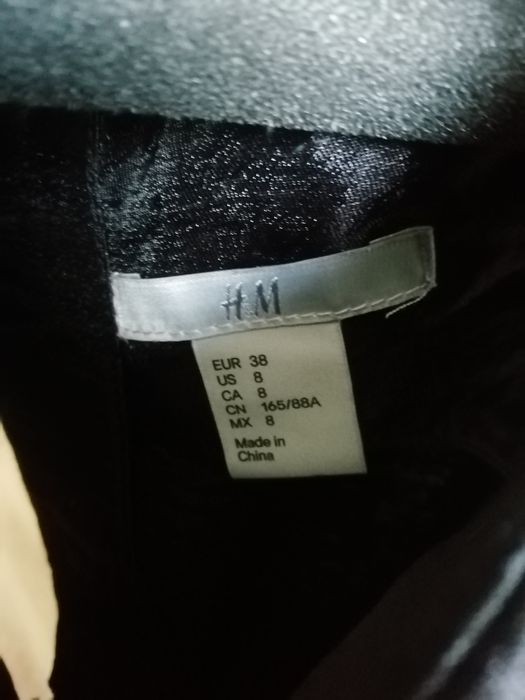 H.M
EUR 38
US 8
CA 8
CN 165/88A
MX 8
Made in
China